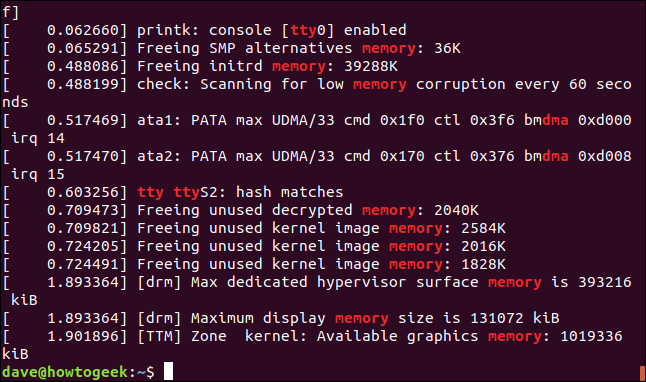 f]
[    0.062660] printk: console [tty0] enabled
[    0.065291] Freeing SMP alternatives memory: 36K
[    0.488086] Freeing initrd memory: 39288K
[    0.488199] check: Scanning for low memory corruption every 60 seco
nds
[    0.517469] ata1: PATA max UDMA/33 cmd 0x1f0 ctl 0x3f6 bmdma 0xd000
 irq 14
[    0.517470] ata2: PATA max UDMA/33 cmd 0x170 ctl 0x376 bmdma 0xd008
 irq 15
[    0.603256] tty ttyS2: hash matches
[    0.709473] Freeing unused decrypted memory: 2040K
[    0.709821] Freeing unused kernel image memory: 2584K
[    0.724205] Freeing unused kernel image memory: 2016K
[    0.724491] Freeing unused kernel image memory: 1828K
[    1.893364] [drm] Max dedicated hypervisor surface memory is 393216
 kiB
[    1.893364] [drm] Maximum display memory size is 131072 kiB
[    1.901896] [TTM] Zone  kernel: Available graphics memory: 1019336 
kiB
dave@howtogeek:~$